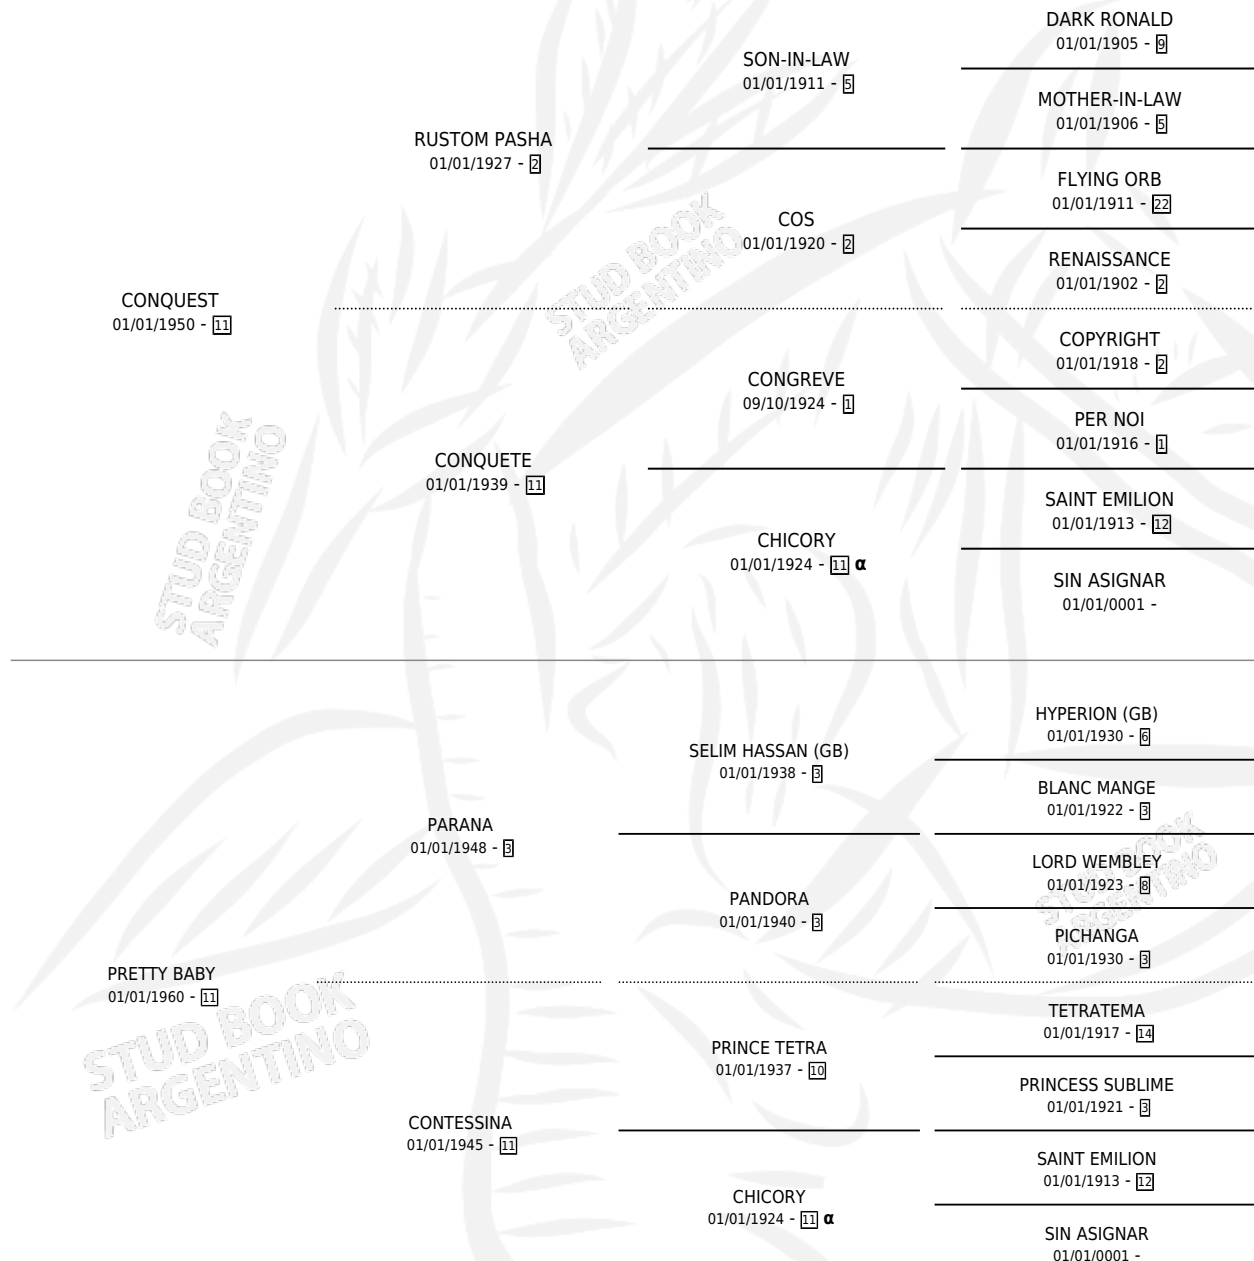 DARK RONALD
01/01/1905 - 9
SON-IN-LAW
01/01/1911 - 5
MOTHER-IN-LAW
01/01/1906 - 5
RUSTOM PASHA
01/01/1927 - 2
FLYING ORB
01/01/1911 - 22
COS
01/01/1920 - 2
RENAISSANCE
01/01/1902 - 2
CONQUEST
01/01/1950 - 11
COPYRIGHT
01/01/1918 - 2
CONGREVE
09/10/1924 - 1
PER NOI
01/01/1916 - 1
CONQUETE
01/01/1939 - 11
SAINT EMILION
01/01/1913 - 12
CHICORY
01/01/1924 - 11 α
SIN ASIGNAR
01/01/0001 -
HYPERION (GB)
01/01/1930 - 6
SELIM HASSAN (GB)
01/01/1938 - 3
BLANC MANGE
01/01/1922 - 3
PARANA
01/01/1948 - 3
LORD WEMBLEY
01/01/1923 - 8
PANDORA
01/01/1940 - 3
PICHANGA
01/01/1930 - 3
PRETTY BABY
01/01/1960 - 11
TETRATEMA
01/01/1917 - 14
PRINCE TETRA
01/01/1937 - 10
PRINCESS SUBLIME
01/01/1921 - 3
CONTESSINA
01/01/1945 - 11
SAINT EMILION
01/01/1913 - 12
CHICORY
01/01/1924 - 11 α
SIN ASIGNAR
01/01/0001 -
STUD BOOK
ARGENTINO
STUD BOOK
ARGENTINO
STUD BOOK
ARGENTINO
STUD BOOK
ARGENTINO